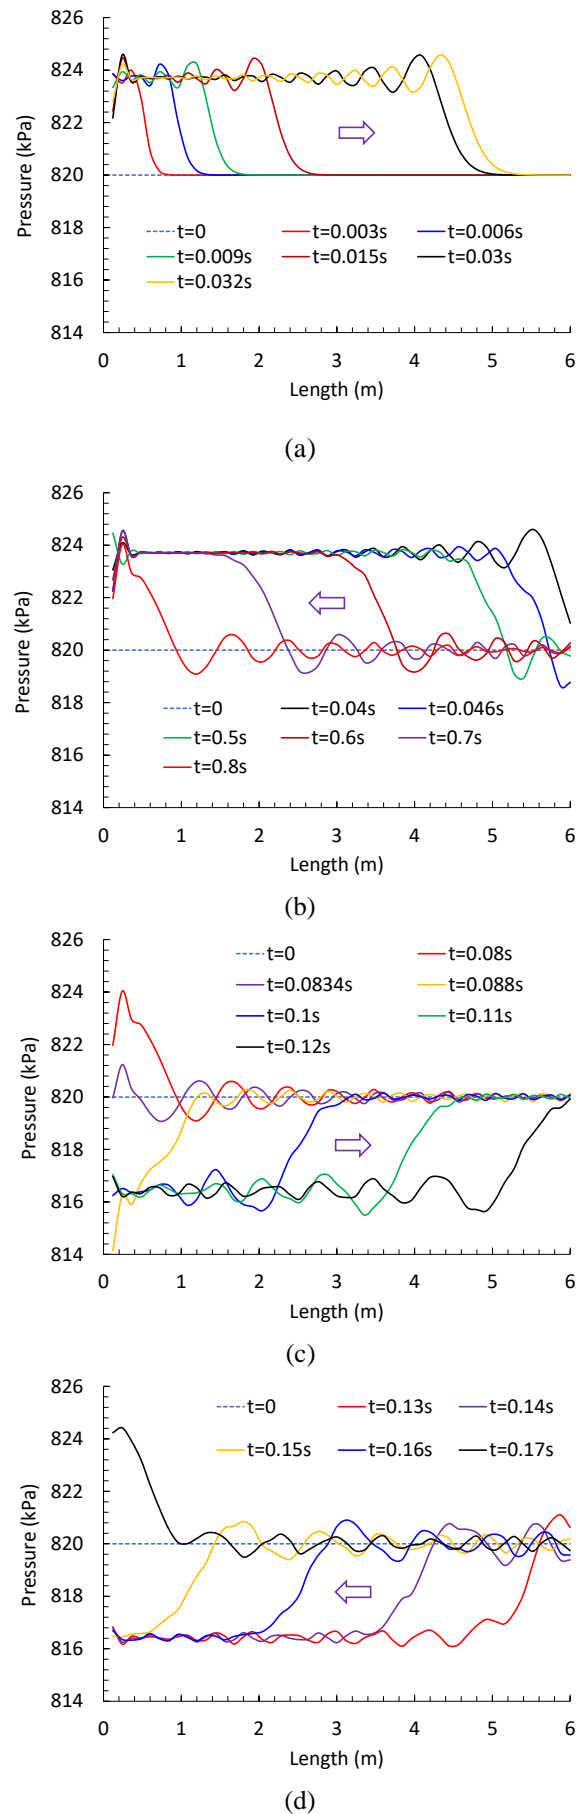 826
824
822
820
818
816
814
Pressure (kPa)
t=0 t=0.003s t=0.006s
t=0.009s t=0.015s t=0.03s
t=0.032s
0 1 2 3 4 5 6
Length (m)
(a)
826
824
822
820
818
816
814
Pressure (kPa)
t=0 t=0.04s t=0.046s
t=0.5s t=0.6s t=0.7s
t=0.8s
0 1 2 3 4 5 6
Length (m)
(b)
826
824
822
820
818
816
814
Pressure (kPa)
t=0 t=0.08s
t=0.0834s t=0.088s
t=0.1s t=0.11s
t=0.12s
0 1 2 3 4 5 6
Length (m)
(c)
826
824
822
820
818
816
814
Pressure (kPa)
t=0 t=0.13s t=0.14s
t=0.15s t=0.16s t=0.17s
0 1 2 3 4 5 6
Length (m)
(d)